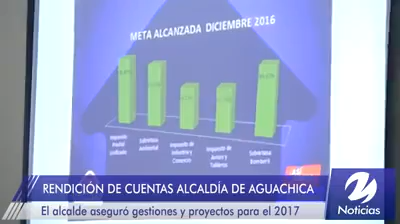 META ALCANZADA DICIEMBRE 2016
Impuesto
Predial
Unificado
Sobretasa
Ambiental
Impuesto de
Industria y
Comercio
Impuesto de
Avisos y
Tableros
Sobretasa
Bomberil
RENDICIÓN DE CUENTAS ALCALDÍA DE AGUACHICA
El alcalde aseguró gestiones y proyectos para el 2017
Noticias